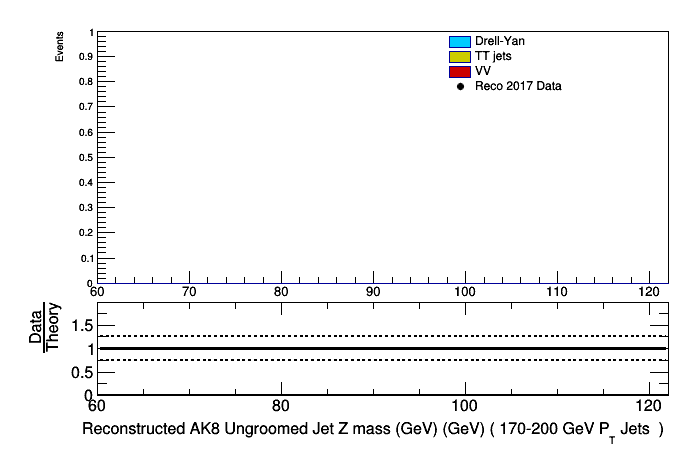 Events
1
0.9
0.8
0.7
0.6
0.5
0.4
0.3
0.2
0.1
0
Drell-Yan
TT jets
VV
Reco 2017 Data
60 70 80 90 100 110 120
Data
Theory
1.5
1
0.5
0
60 80 100 120
Reconstructed AK8 Ungroomed Jet Z mass (GeV) (GeV) ( 170-200 GeV P_T Jets )